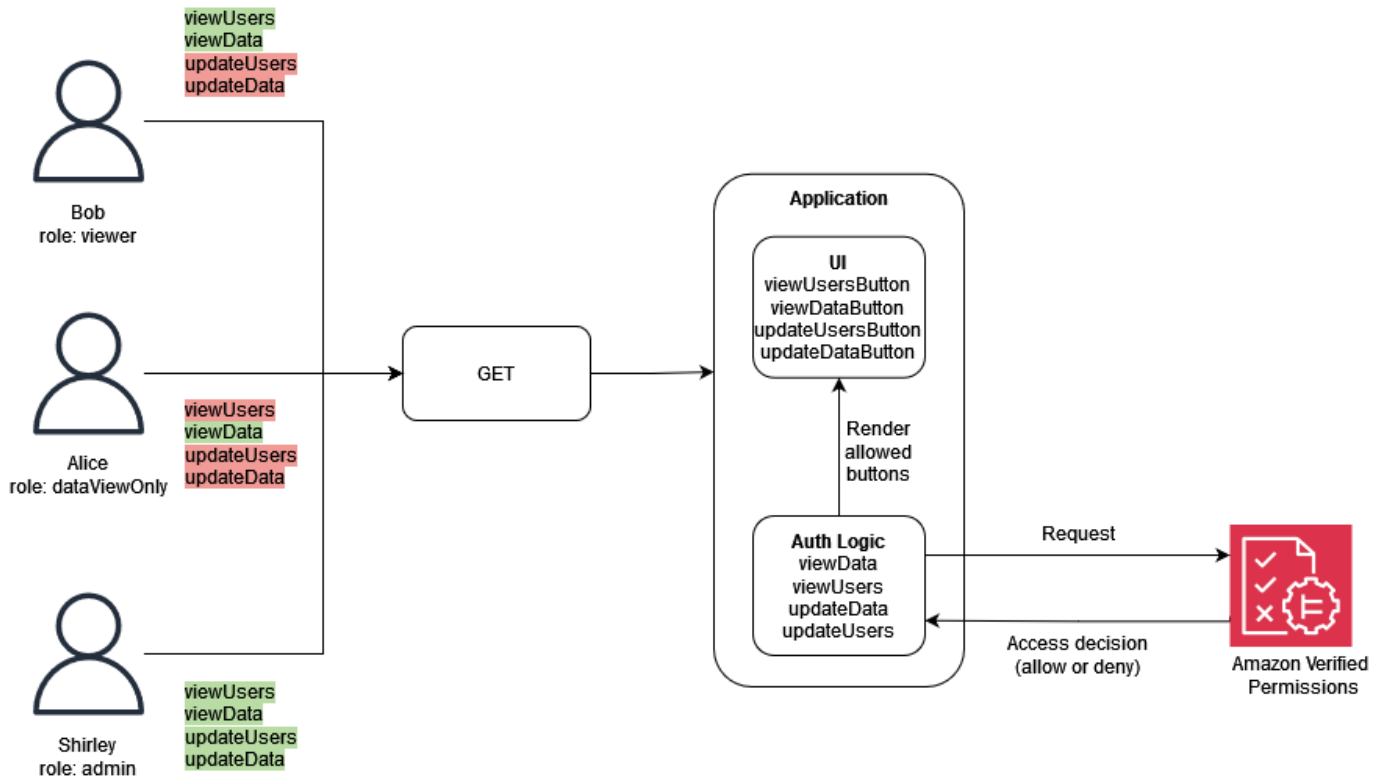 viewUsers
viewData
updateUsers
updateData
Bob
role: viewer
viewUsers
viewData
updateUsers
updateData
Alice
role: dataViewOnly
viewUsers
viewData
updateUsers
updateData
Shirley
role: admin
GET
Application
UI
viewUsersButton
viewDataButton
updateUsersButton
updateDataButton
Render
allowed
buttons
Auth Logic
viewData
viewUsers
updateData
updateUsers
Request
Access decision
(allow or deny)
Amazon Verified
Permissions